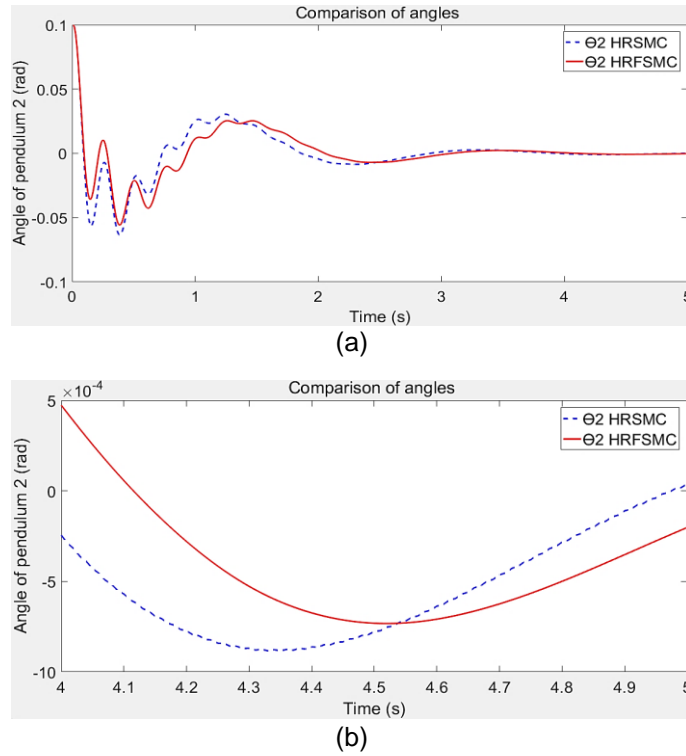 Comparison of angles
0.1
0.05
0
-0.05
-0.1
Angle of pendulum 2 (rad)
Θ2 HRSMC
Θ2 HRFSMC
0 1 2 3 4 5
Time (s)
(a)
Comparison of angles
×10-4
5
0
-5
-10
Angle of pendulum 2 (rad)
Θ2 HRSMC
Θ2 HRFSMC
4 4.1 4.2 4.3 4.4 4.5 4.6 4.7 4.8 4.9 5
Time (s)
(b)